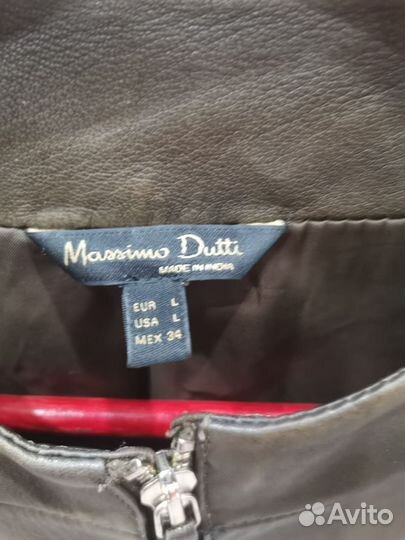 Massimo Dutti
MADE IN INDIA
EUR L
USA L
MEX 34
Avito